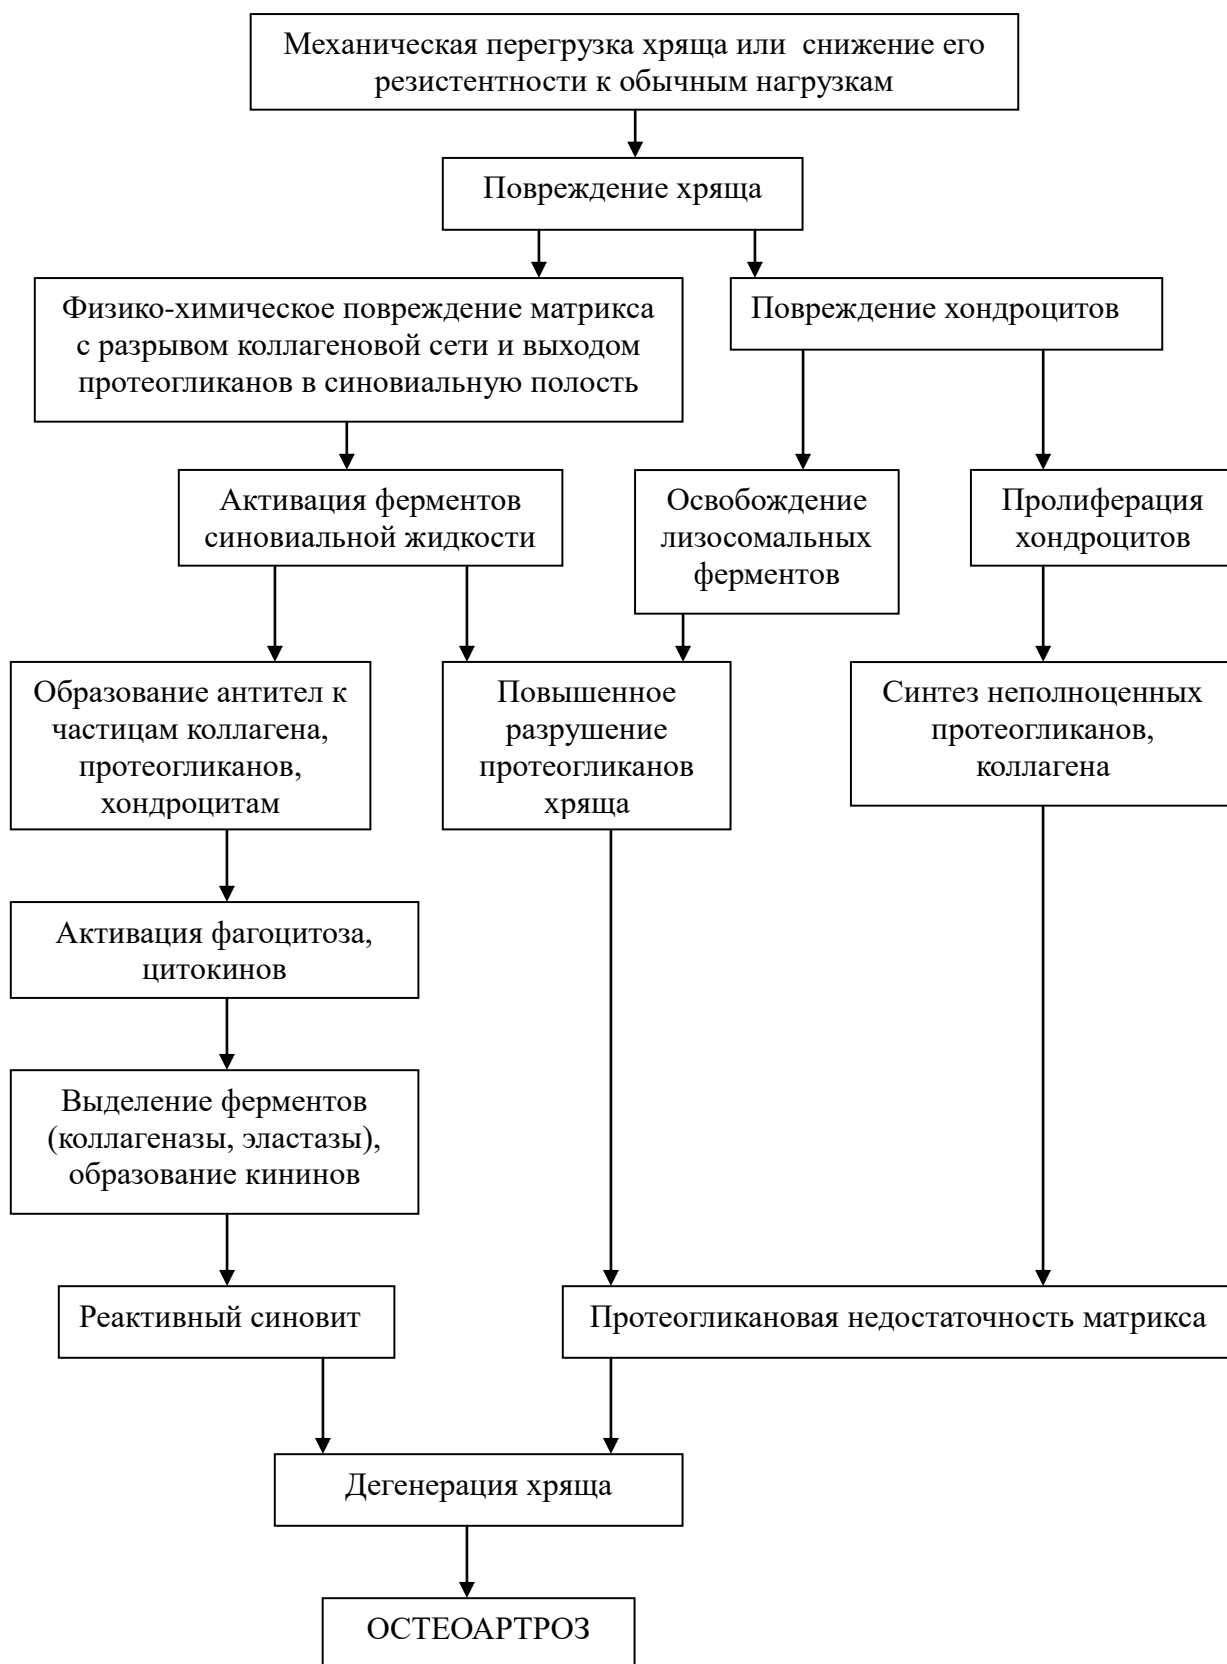 Механическая перегрузка хряща или снижение его
резистентности к обычным нагрузкам
Повреждение хряща
Физико-химическое повреждение матрикса
с разрывом коллагеновой сети и выходом
протеогликанов в синовиальную полость
Повреждение хондроцитов
Активация ферментов
синовиальной жидкости
Освобождение
лизосомальных
ферментов
Пролиферация
хондроцитов
Образование антител к
частицам коллагена,
протеогликанов,
хондроцитам
Повышенное
разрушение
протеогликанов
хряща
Синтез неполноценных
протеогликанов,
коллагена
Активация фагоцитоза,
цитокинов
Выделение ферментов
(коллагеназы, эластазы),
образование кининов
Реактивный синовит
Протеогликановая недостаточность матрикса
Дегенерация хряща
ОСТЕОАРТРОЗ